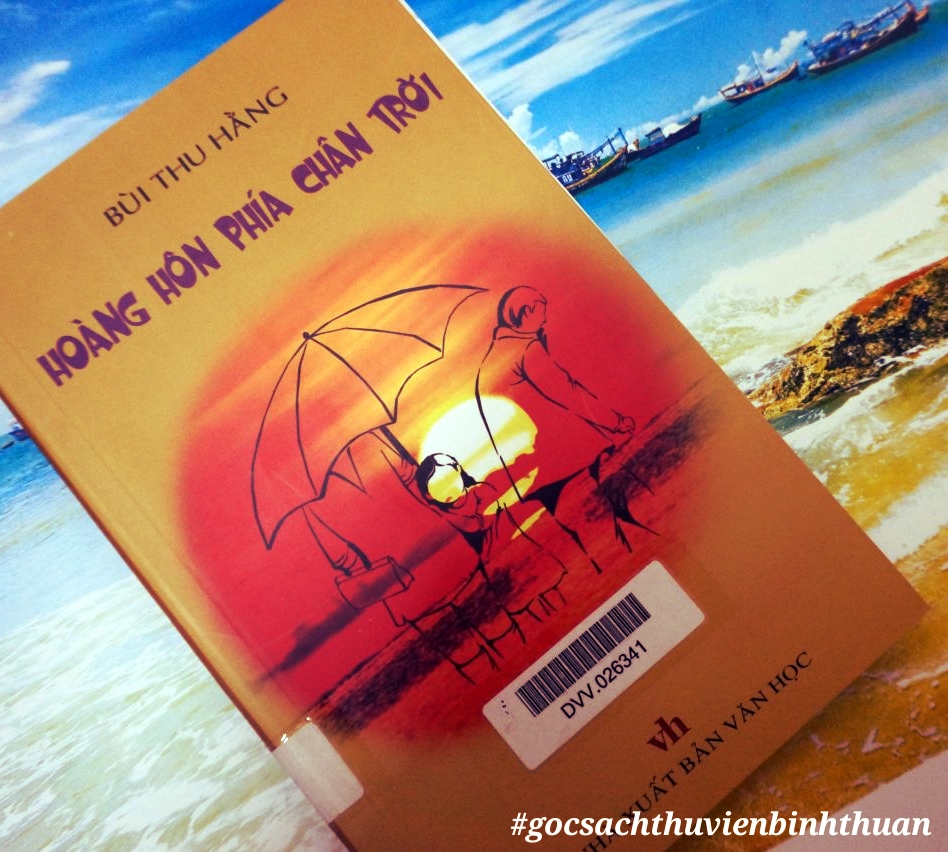 BÙI THU HẰNG
HOÀNG HÔN PHÍA CHÂN TRỜI
DVV.026341
vh
NHÀ XUẤT BẢN VĂN HỌC
#gocsachthuvienbinhthuan